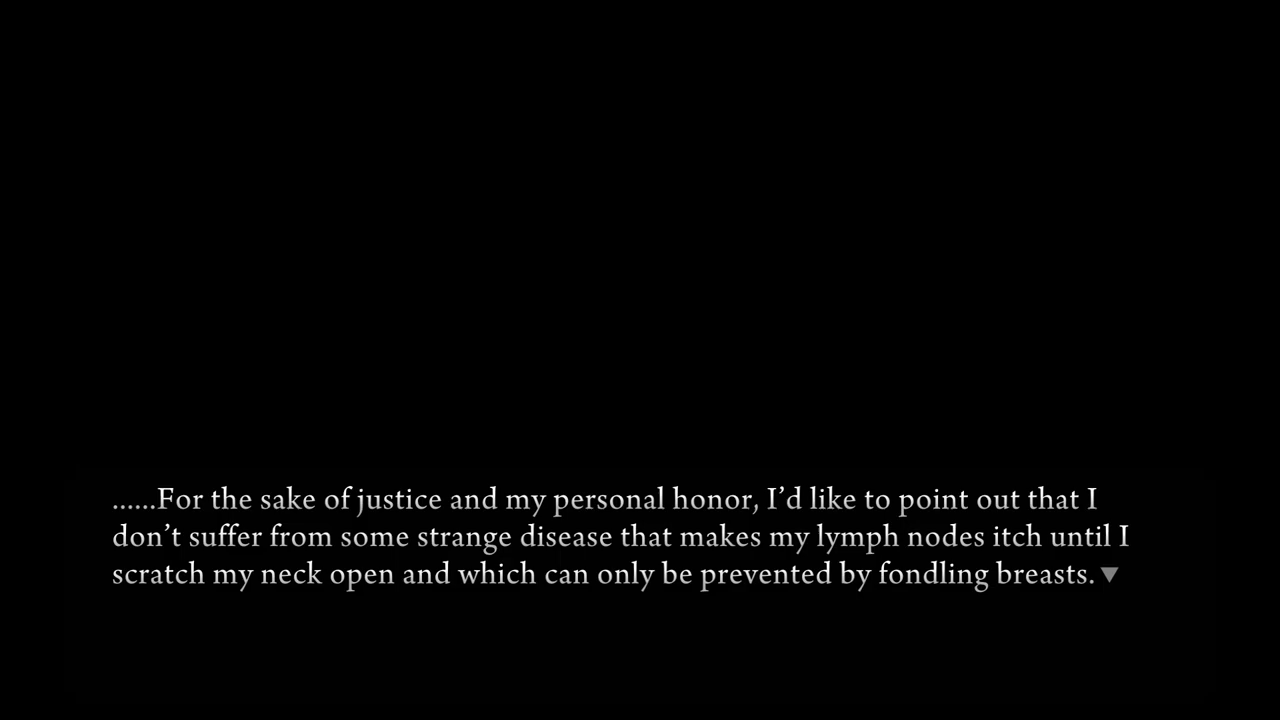 ......For the sake of justice and my personal honor, I’d like to point out that I
don’t suffer from some strange disease that makes my lymph nodes itch until I
scratch my neck open and which can only be prevented by fondling breasts.